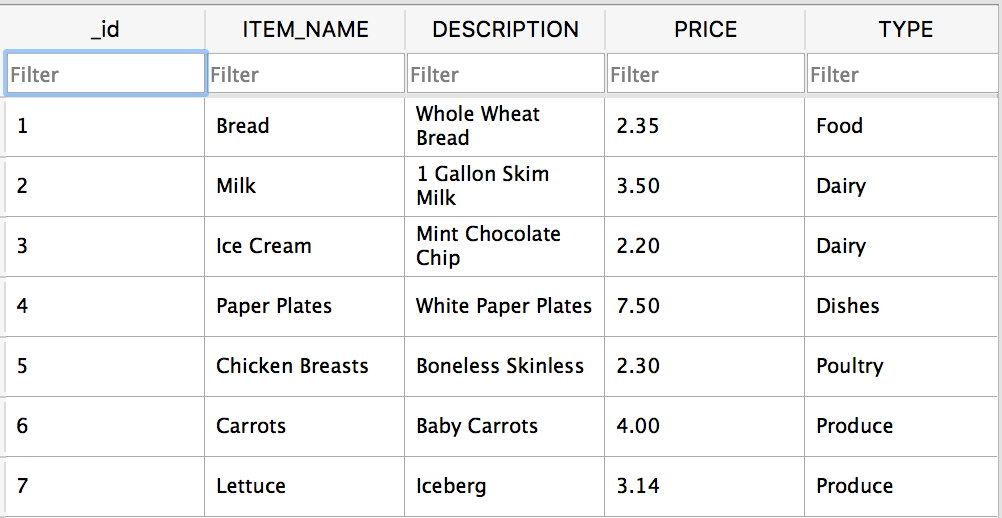 _id ITEM_NAME DESCRIPTION PRICE TYPE
Filter Filter Filter Filter Filter
1 Bread Whole Wheat Bread 2.35 Food
2 Milk 1 Gallon Skim Milk 3.50 Dairy
3 Ice Cream Mint Chocolate Chip 2.20 Dairy
4 Paper Plates White Paper Plates 7.50 Dishes
5 Chicken Breasts Boneless Skinless 2.30 Poultry
6 Carrots Baby Carrots 4.00 Produce
7 Lettuce Iceberg 3.14 Produce